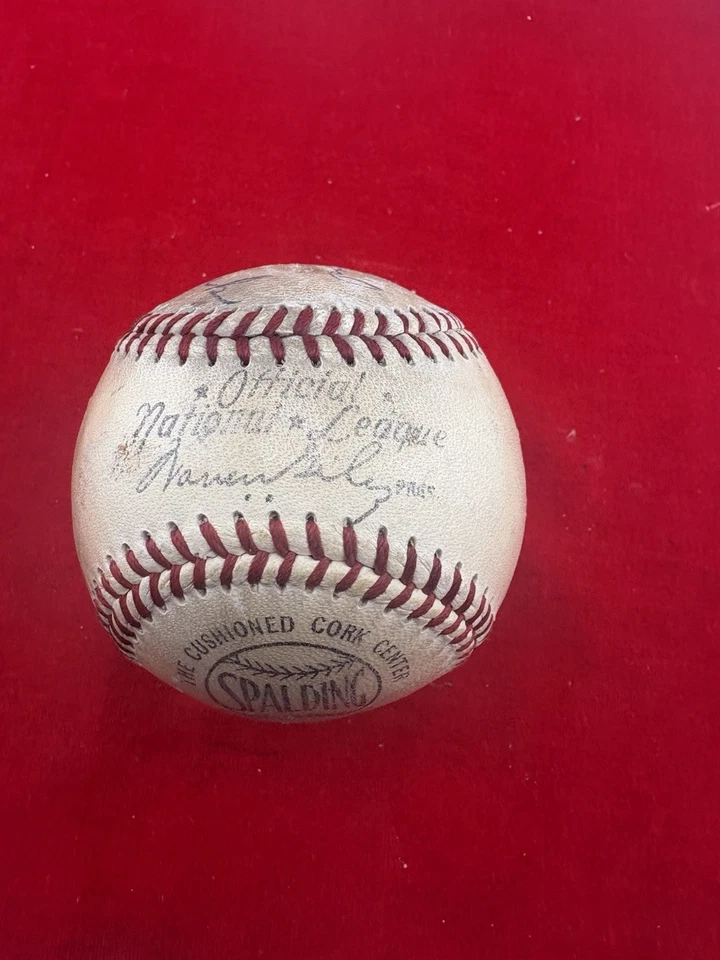 ★ Official ★
National ★ League
Warren Giles PRES.
THE CUSHIONED CORK CENTER
SPALDING